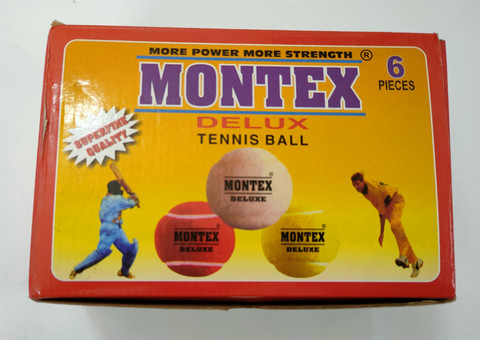 MORE POWER MORE STRENGTH
MONTEX ®
6
PIECES
DELUX
TENNIS BALL
SUPERFINE
QUALITY
MONTEX
DELUXE
MONTEX
DELUXE
MONTEX
DELUXE